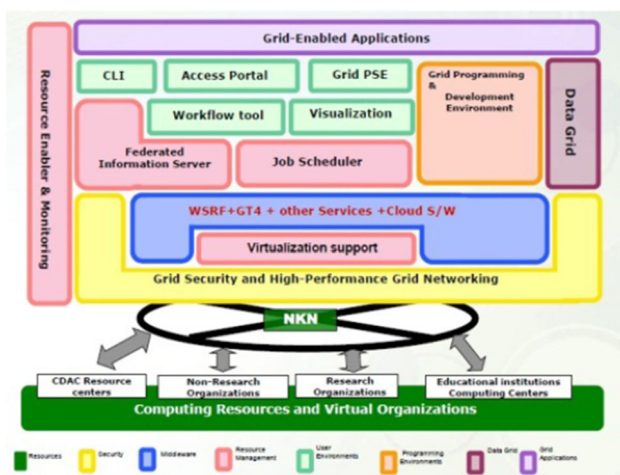 Grid-Enabled Applications
Resource Enabler & Monitoring
CLI
Access Portal
Grid PSE
Grid Programming
&
Development
Environment
Data Grid
Workflow tool
Visualization
Federated
Information Server
Job Scheduler
WSRF+GT4 + other Services +Cloud S/W
Virtualization support
Grid Security and High-Performance Grid Networking
NKN
CDAC Resource
centers
Non-Research
Organizations
Research
Organizations
Educational institutions
Computing Centers
Computing Resources and Virtual Organizations
Resources
Security
Middleware
Resource
Management
User
Environments
Programming
Environments
Data Grid
Grid
Applications